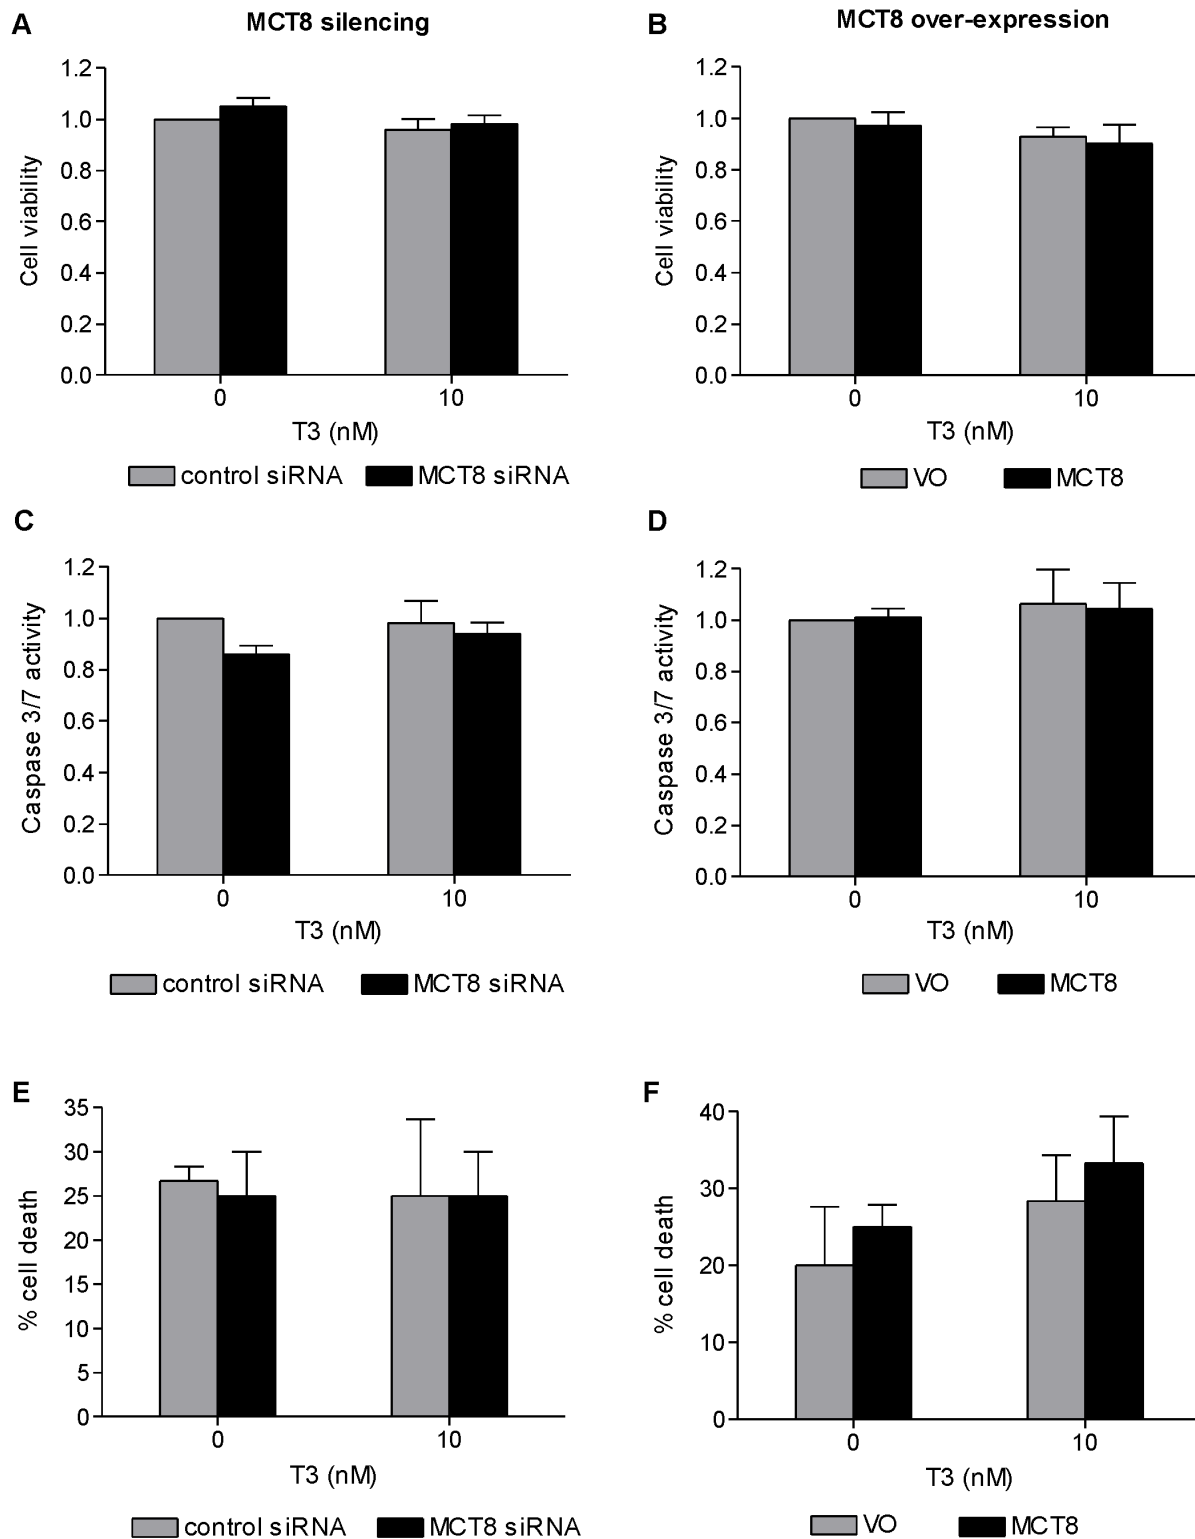 A
MCT8 silencing
1.2
1.0
0.8
0.6
0.4
0.2
0.0
Cell viability
0
10
T3 (nM)
control siRNA
MCT8 siRNA
B
MCT8 over-expression
1.2
1.0
0.8
0.6
0.4
0.2
0.0
Cell viability
0
10
T3 (nM)
VO
MCT8
C
1.2
1.0
0.8
0.6
0.4
0.2
0.0
Caspase 3/7 activity
0
10
T3 (nM)
control siRNA
MCT8 siRNA
D
1.2
1.0
0.8
0.6
0.4
0.2
0.0
Caspase 3/7 activity
0
10
T3 (nM)
VO
MCT8
E
35
30
25
20
15
10
5
0
% cell death
0
10
T3 (nM)
control siRNA
MCT8 siRNA
F
40
30
20
10
0
% cell death
0
10
T3 (nM)
VO
MCT8